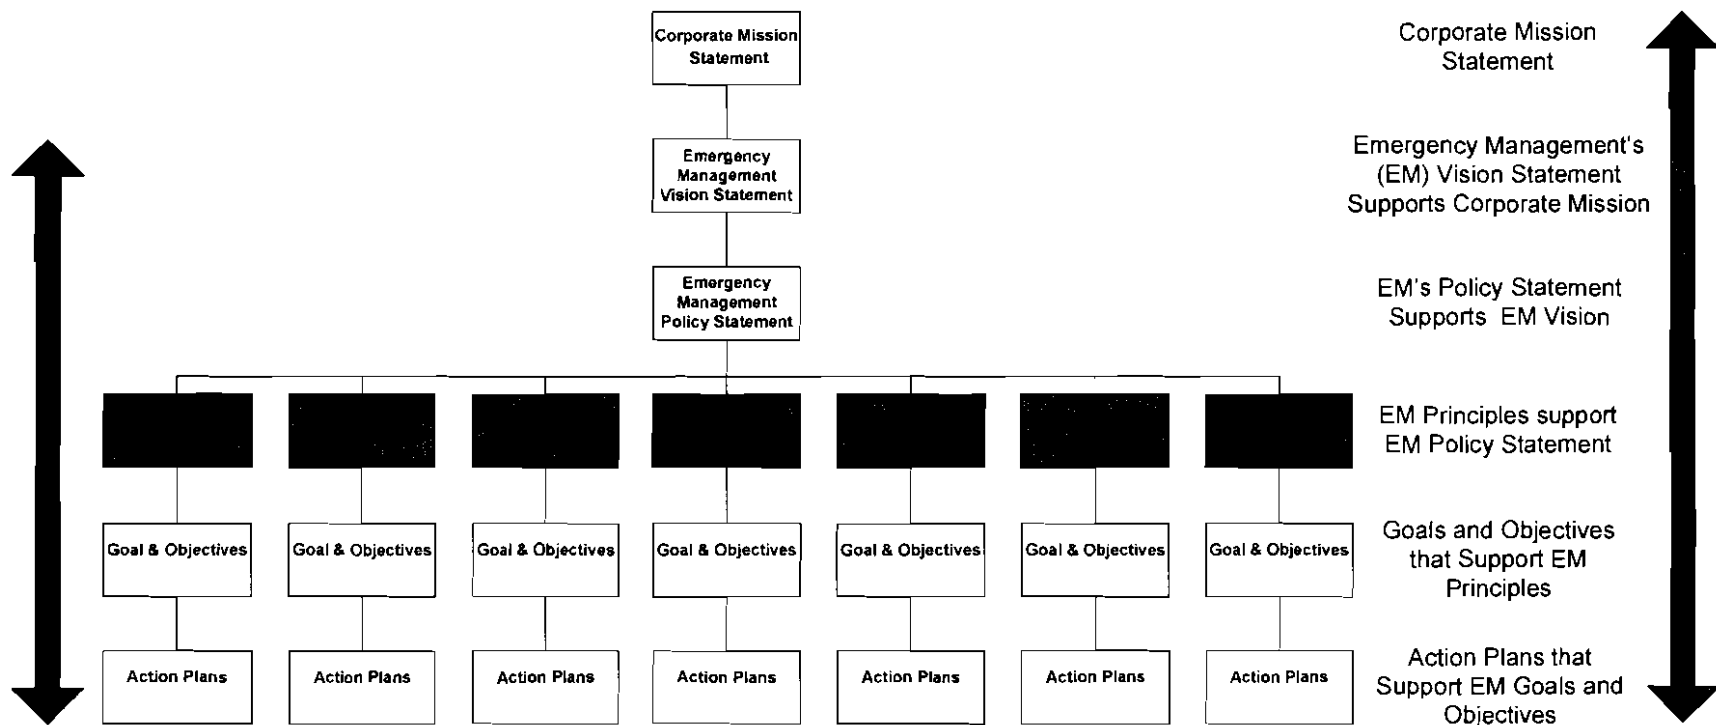 Corporate Mission
Statement
Corporate Mission
Statement
Emergency
Management
Vision Statement
Emergency Management's
(EM) Vision Statement
Supports Corporate Mission
Emergency
Management
Policy Statement
EM's Policy Statement
Supports EM Vision
EM Principles support
EM Policy Statement
Goal & Objectives
Goal & Objectives
Goal & Objectives
Goal & Objectives
Goal & Objectives
Goal & Objectives
Goal & Objectives
Goals and Objectives
that Support EM
Principles
Action Plans
Action Plans
Action Plans
Action Plans
Action Plans
Action Plans
Action Plans
Action Plans that
Support EM Goals and
Objectives